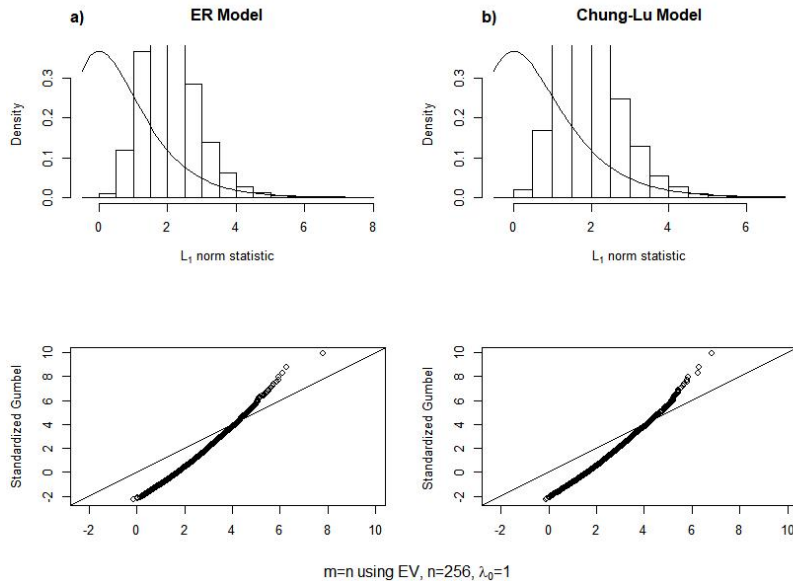 a) ER Model
b) Chung-Lu Model
Density
0.0 0.1 0.2 0.3
0 2 4 6 8
L₁ norm statistic
Density
0.0 0.1 0.2 0.3
0 2 4 6
L₁ norm statistic
Standardized Gumbel
-2 0 2 4 6 8 10
-2 0 2 4 6 8 10
Standardized Gumbel
-2 0 2 4 6 8 10
-2 0 2 4 6 8 10
m=n using EV, n=256, λ₀=1